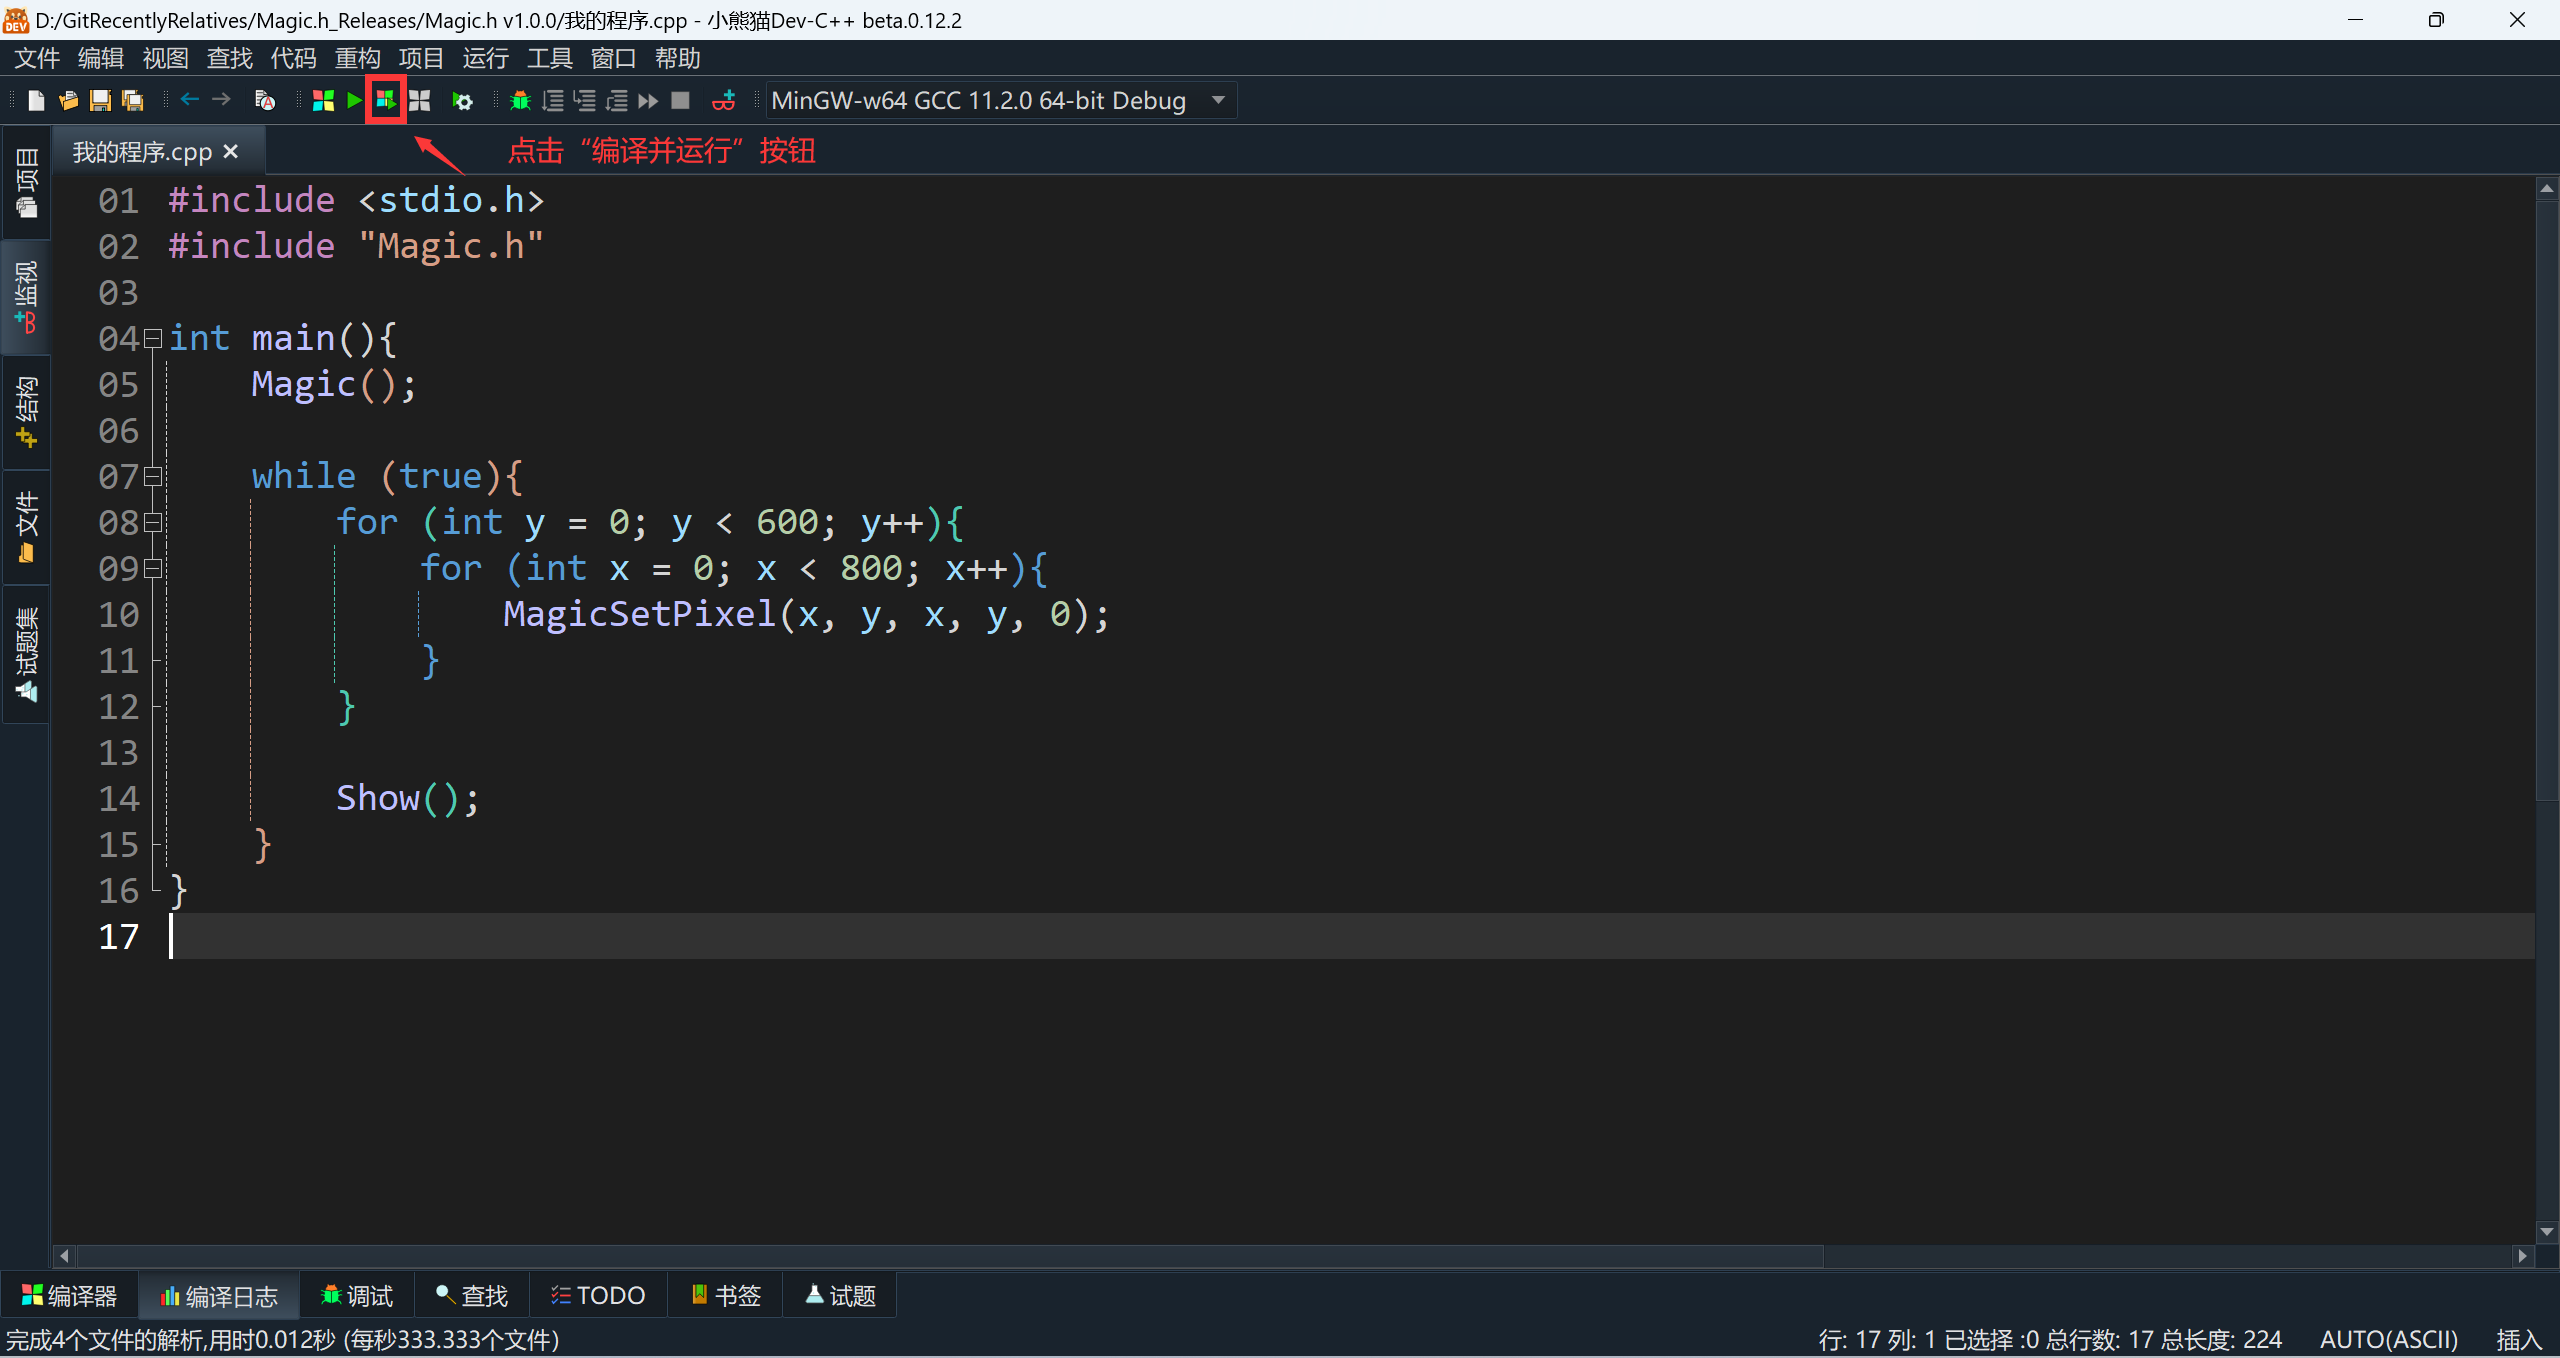 D:/GitRecentlyRelatives/Magic.h_Releases/Magic.h v1.0.0/我的程序.cpp - 小熊猫Dev-C++ beta.0.12.2
文件 编辑 视图 查找 代码 重构 项目 运行 工具 窗口 帮助
MinGW-w64 GCC 11.2.0 64-bit Debug
点击“编译并运行”按钮
我的程序.cpp
项目
监视
结构
文件
试题集
01 #include <stdio.h>
02 #include "Magic.h"
03
04 int main(){
05     Magic();
06
07     while (true){
08         for (int y = 0; y < 600; y++){
09             for (int x = 0; x < 800; x++){
10                 MagicSetPixel(x, y, x, y, 0);
11             }
12         }
13
14         Show();
15     }
16 }
17
编译器 编译日志 调试 查找 TODO 书签 试题
完成4个文件的解析,用时0.012秒 (每秒333.333个文件) 行: 17 列: 1 已选择 :0 总行数: 17 总长度: 224 AUTO(ASCII) 插入